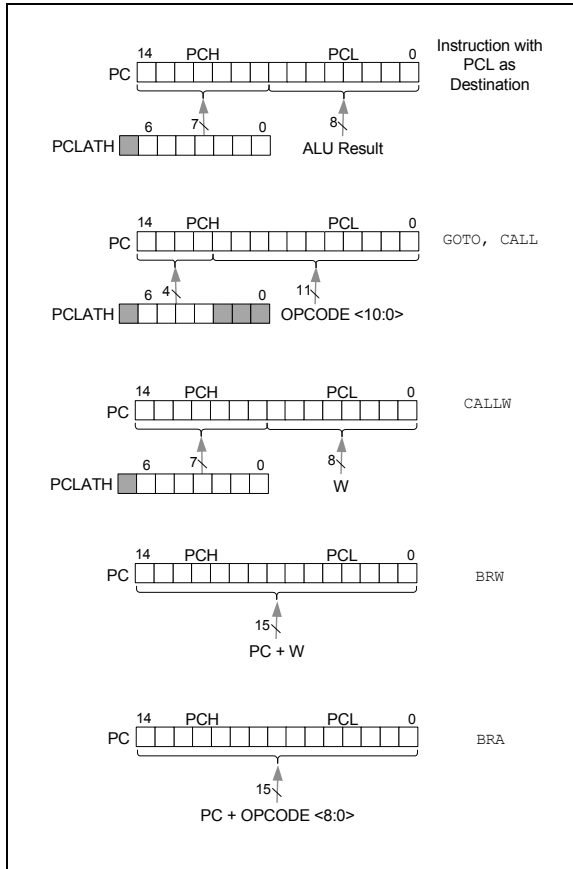 14 PCH PCL 0 Instruction with
PC PCL as
Destination
6 7 0 8
PCLATH ALU Result
14 PCH PCL 0
PC GOTO, CALL
6 4 0 11
PCLATH OPCODE <10:0>
14 PCH PCL 0
PC CALLW
6 7 0 8
PCLATH W
14 PCH PCL 0
PC BRW
15
PC + W
14 PCH PCL 0
PC BRA
15
PC + OPCODE <8:0>